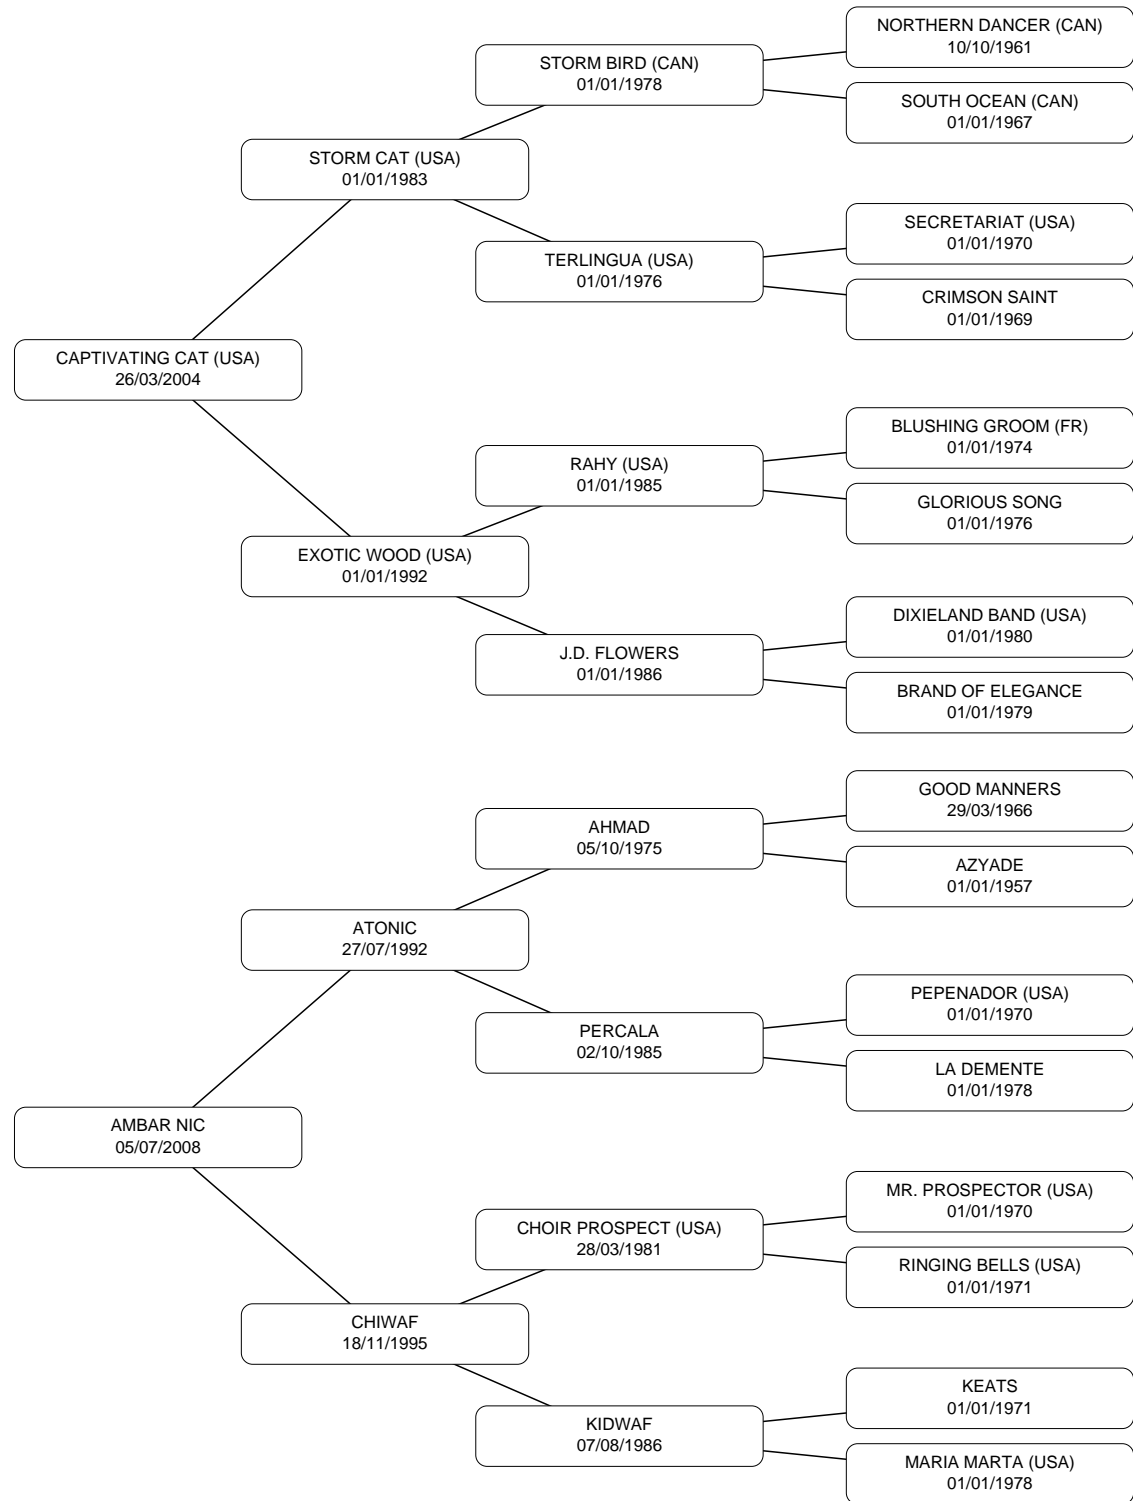 NORTHERN DANCER (CAN)
10/10/1961
STORM BIRD (CAN)
01/01/1978
SOUTH OCEAN (CAN)
01/01/1967
STORM CAT (USA)
01/01/1983
SECRETARIAT (USA)
01/01/1970
TERLINGUA (USA)
01/01/1976
CRIMSON SAINT
01/01/1969
CAPTIVATING CAT (USA)
26/03/2004
BLUSHING GROOM (FR)
01/01/1974
RAHY (USA)
01/01/1985
GLORIOUS SONG
01/01/1976
EXOTIC WOOD (USA)
01/01/1992
DIXIELAND BAND (USA)
01/01/1980
J.D. FLOWERS
01/01/1986
BRAND OF ELEGANCE
01/01/1979
GOOD MANNERS
29/03/1966
AHMAD
05/10/1975
AZYADE
01/01/1957
ATONIC
27/07/1992
PEPENADOR (USA)
01/01/1970
PERCALA
02/10/1985
LA DEMENTE
01/01/1978
AMBAR NIC
05/07/2008
MR. PROSPECTOR (USA)
01/01/1970
CHOIR PROSPECT (USA)
28/03/1981
RINGING BELLS (USA)
01/01/1971
CHIWAF
18/11/1995
KEATS
01/01/1971
KIDWAF
07/08/1986
MARIA MARTA (USA)
01/01/1978